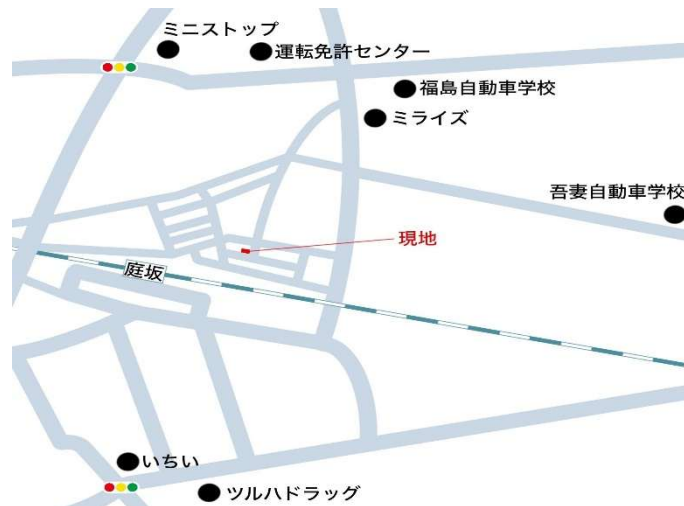 ミニストップ
運転免許センター
福島自動車学校
ミライズ
吾妻自動車学校
現地
庭坂
いちい
ツルハドラッグ